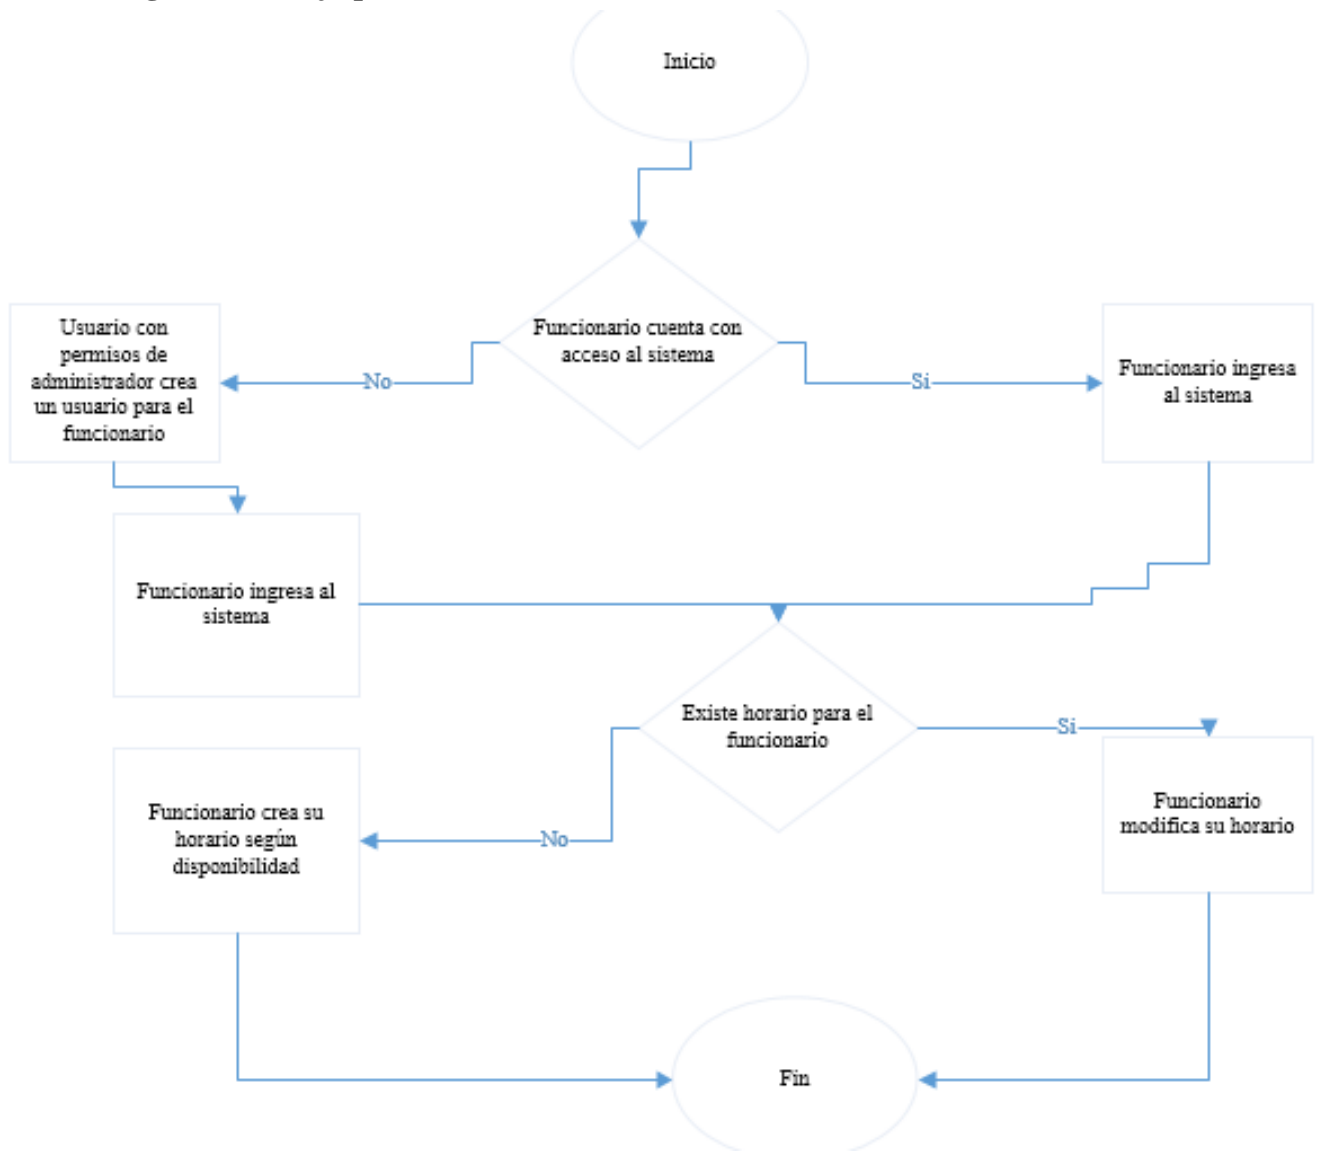 Inicio
Funcionario cuenta con
acceso al sistema
No
Si
Usuario con
permisos de
administrador crea
un usuario para el
funcionario
Funcionario ingresa
al sistema
Funcionario ingresa al
sistema
Existe horario para el
funcionario
No
Si
Funcionario crea su
horario según
disponibilidad
Funcionario
modifica su horario
Fin